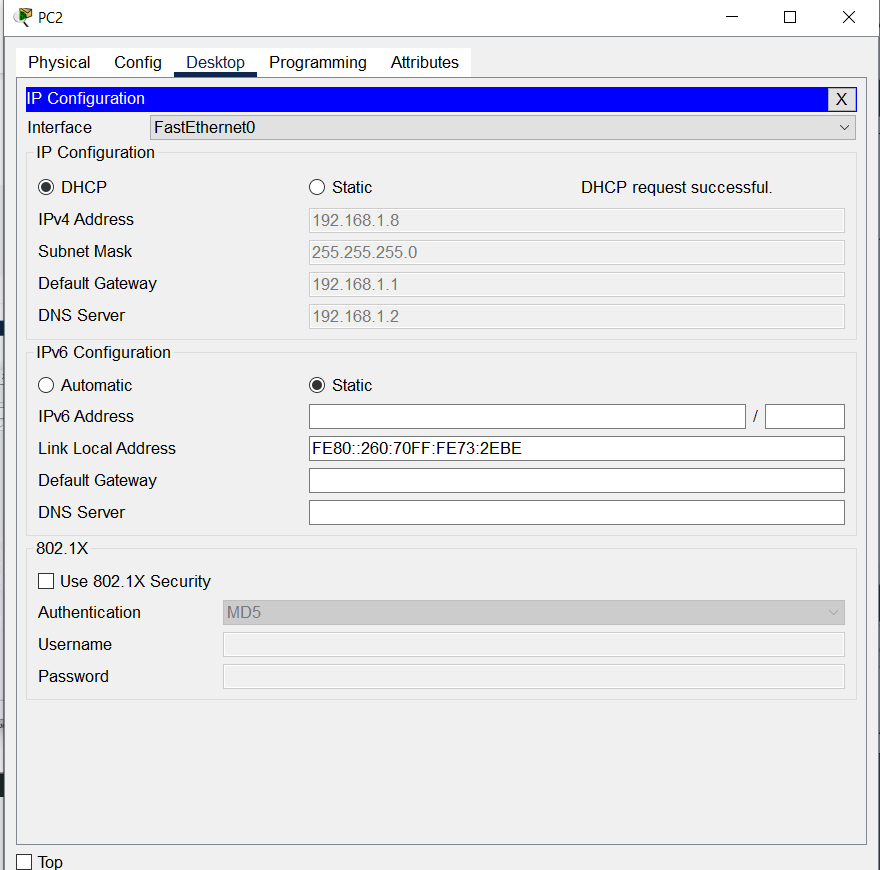 PC2
Physical Config Desktop Programming Attributes
IP Configuration X
Interface FastEthernet0
IP Configuration
DHCP Static DHCP request successful.
IPv4 Address 192.168.1.8
Subnet Mask 255.255.255.0
Default Gateway 192.168.1.1
DNS Server 192.168.1.2
IPv6 Configuration
Automatic Static
IPv6 Address /
Link Local Address FE80::260:70FF:FE73:2EBE
Default Gateway
DNS Server
802.1X
Use 802.1X Security
Authentication MD5
Username
Password
Top